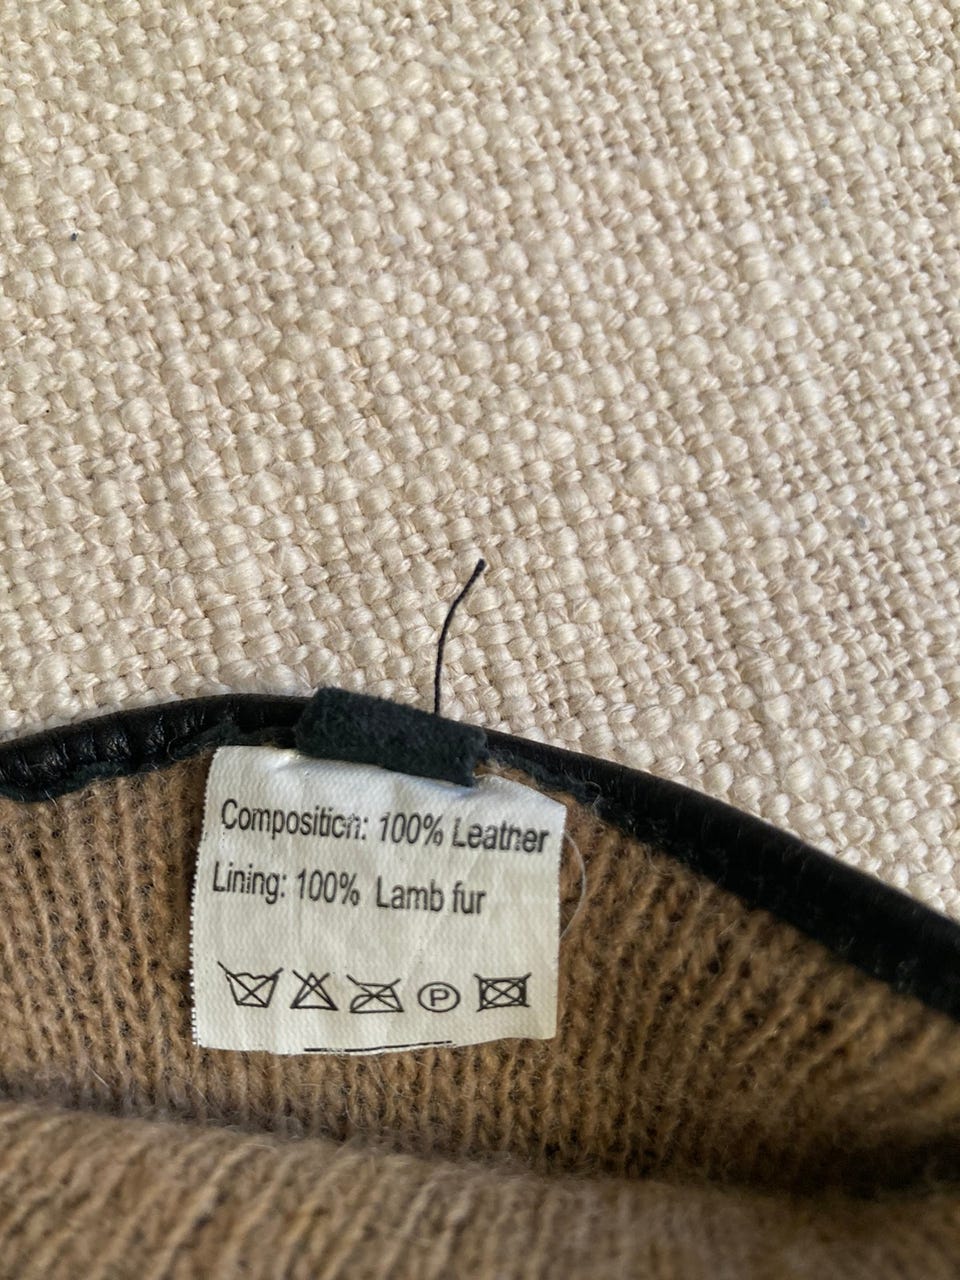 Composition: 100% Leather
Lining: 100% Lamb fur
P